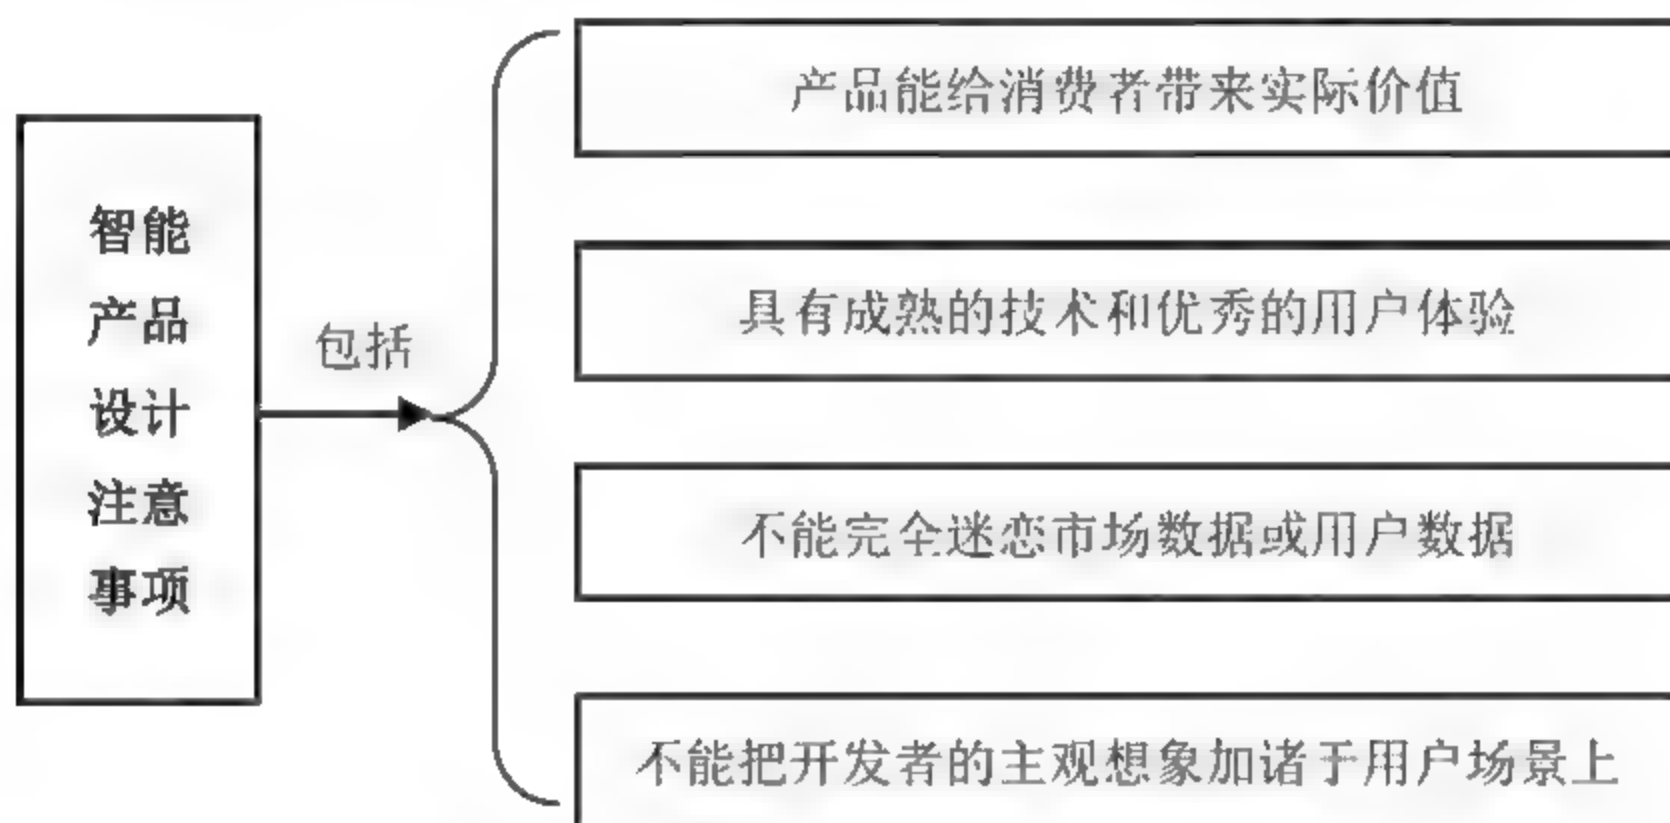 智能
产品
设计
注意
事项
包括
产品能给消费者带来实际价值
具有成熟的技术和优秀的用户体验
不能完全迷恋市场数据或用户数据
不能把开发者的主观想象加诸于用户场景上